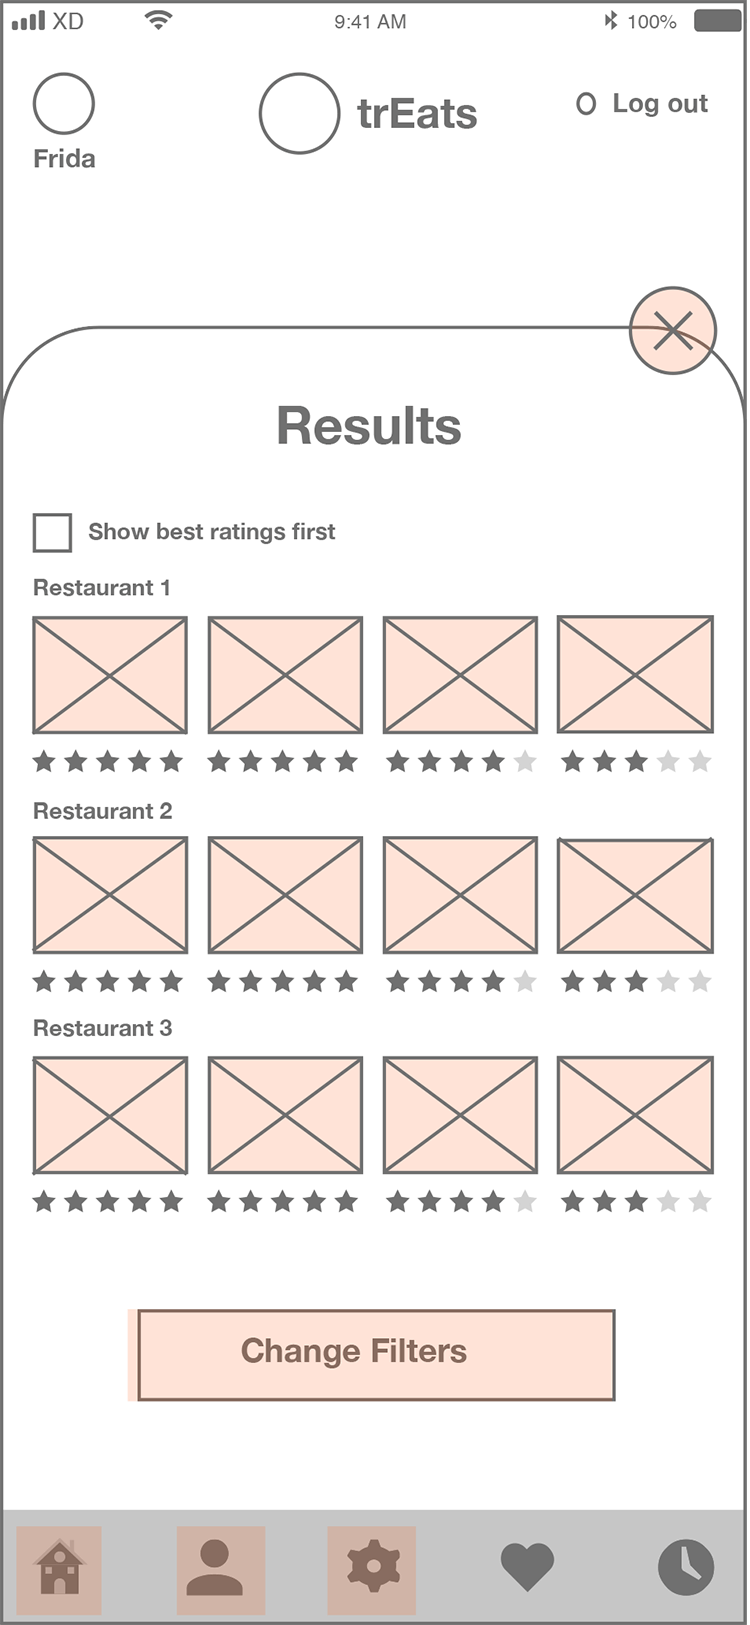 XD 9:41 AM 100%
Frida
trEats
Log out
Results
Show best ratings first
Restaurant 1
Restaurant 2
Restaurant 3
Change Filters